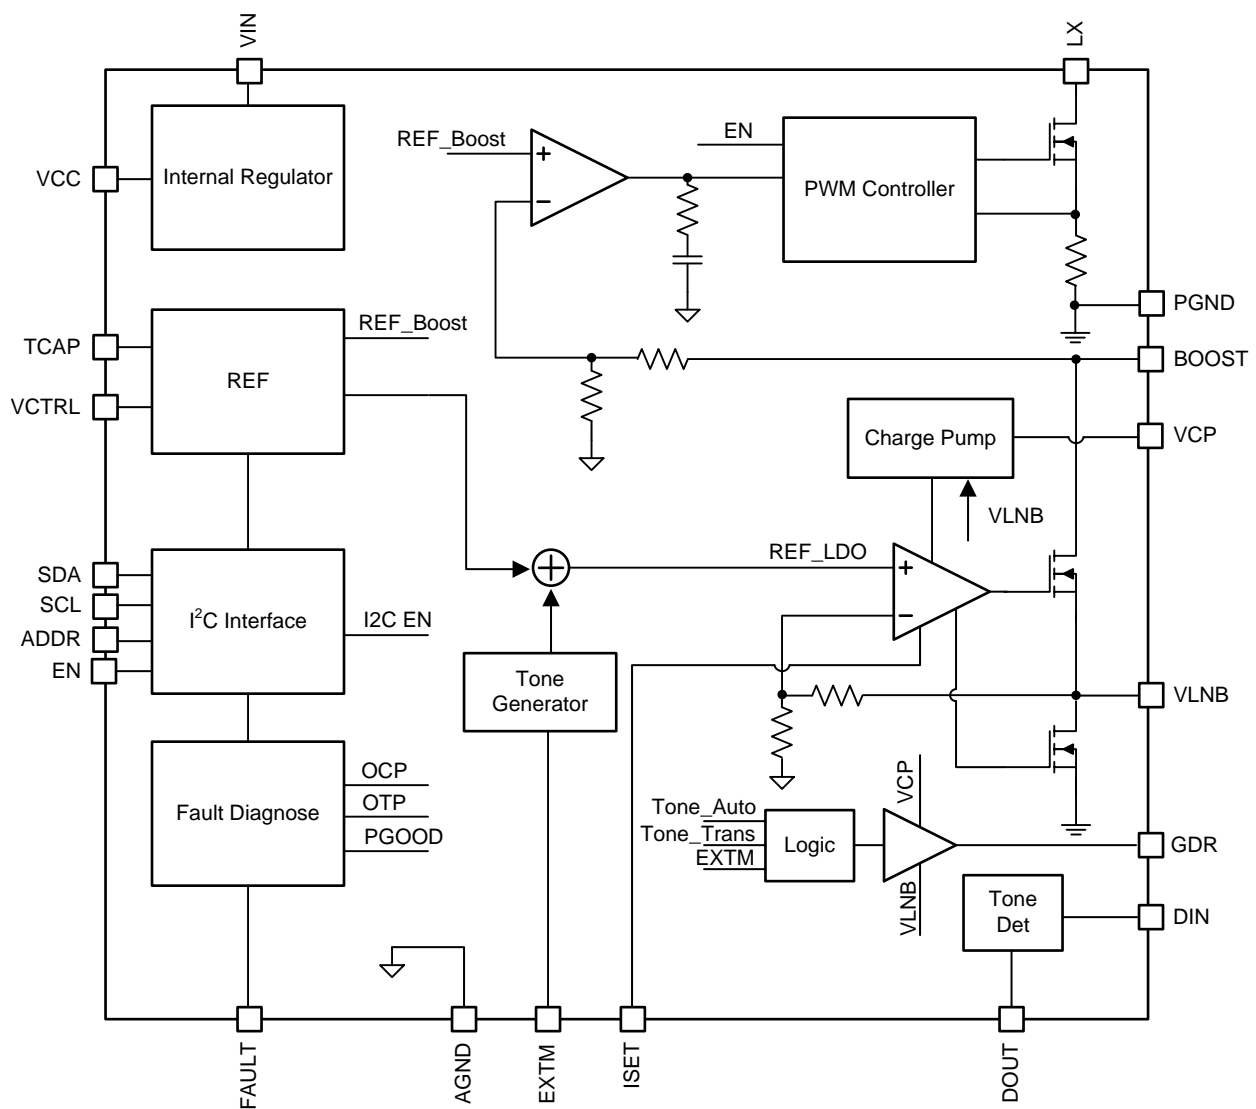 VIN
LX
REF_Boost
EN
+
−
VCC
Internal Regulator
PWM Controller
PGND
REF_Boost
TCAP
REF
BOOST
VCTRL
Charge Pump
VCP
VLNB
REF_LDO
+
−
SDA
SCL
I²C Interface
I2C EN
ADDR
EN
Tone
Generator
VLNB
OCP
OTP
PGOOD
Fault Diagnose
VCP
Tone_Auto
Tone_Trans
EXTM
Logic
GDR
VLNB
Tone
Det
DIN
FAULT
AGND
EXTM
ISET
DOUT